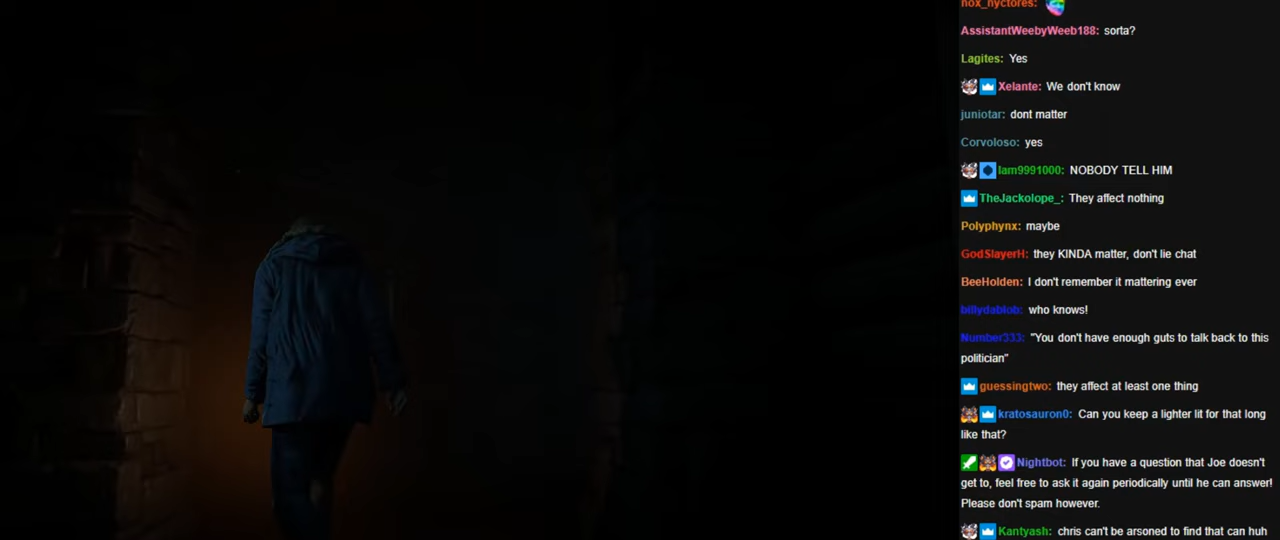 nox_nyctores:
AssistantWeebyWeeb188: sorta?
Lagites: Yes
Xelante: We don't know
juniotar: dont matter
Corvoloso: yes
Iam9991000: NOBODY TELL HIM
TheJackolope_: They affect nothing
Polyphynx: maybe
GodSlayerH: they KINDA matter, don't lie chat
BeeHolden: I don't remember it mattering ever
billydablob: who knows!
Number333: "You don't have enough guts to talk back to this
politician"
guessingtwo: they affect at least one thing
kratosauron0: Can you keep a lighter lit for that long
like that?
Nightbot: If you have a question that Joe doesn't
get to, feel free to ask it again periodically until he can answer!
Please don't spam however.
Kantyash: chris can't be arsoned to find that can huh